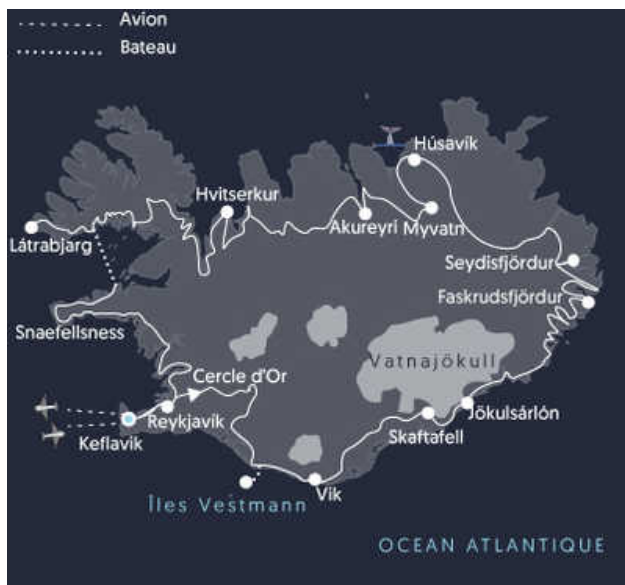 Avion
Bateau
Húsavík
Hvitserkur
Akureyri
Myvatn
Látrabjarg
Seydisfjördur
Faskrudsfjördur
Snaefellsness
Vatnajökull
Cercle d'Or
Reykjavík
Jökulsárlón
Keflavik
Skaftafell
Vik
Îles Vestmann
OCEAN ATLANTIQUE